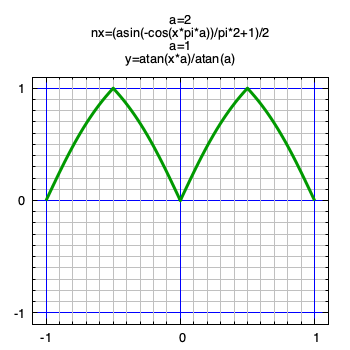 a=2
nx=(asin(-cos(x*pi*a))/pi*2+1)/2
a=1
y=atan(x*a)/atan(a)
1
0
-1
-1
0
1